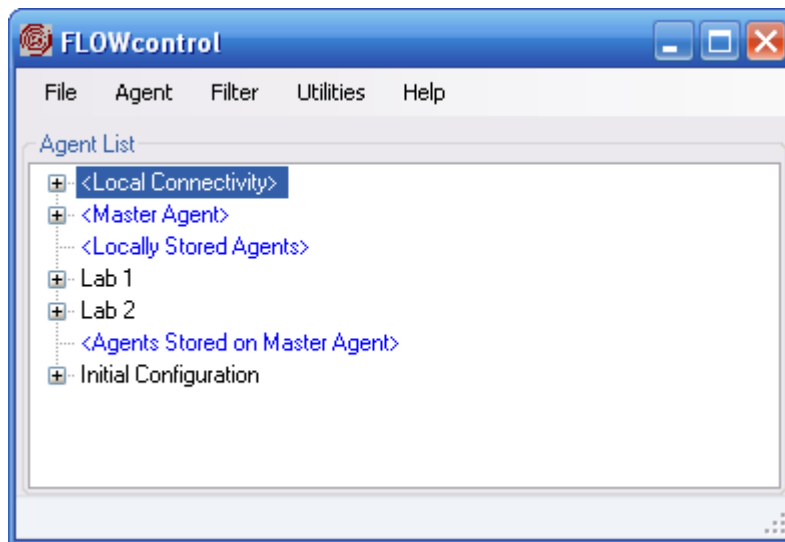 FLOWcontrol
File Agent Filter Utilities Help
Agent List
<Local Connectivity>
<Master Agent>
<Locally Stored Agents>
Lab 1
Lab 2
<Agents Stored on Master Agent>
Initial Configuration